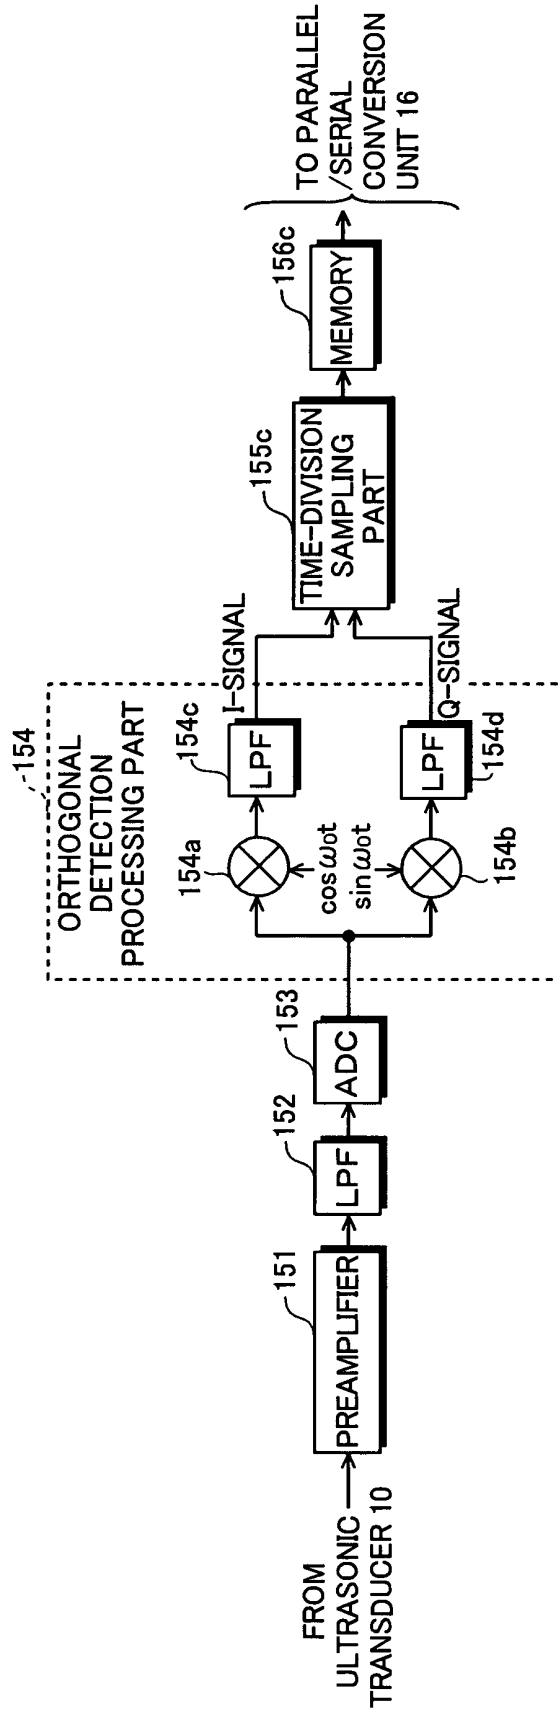 FROM
ULTRASONIC
TRANSDUCER 10
151
PREAMPLIFIER
152
LPF
153
ADC
154
ORTHOGONAL
DETECTION
PROCESSING PART
154a
cos ω0t
sin ω0t
154b
154c
LPF
I-SIGNAL
LPF
154d
Q-SIGNAL
155c
TIME-DIVISION
SAMPLING
PART
156c
MEMORY
TO PARALLEL
/SERIAL
CONVERSION
UNIT 16